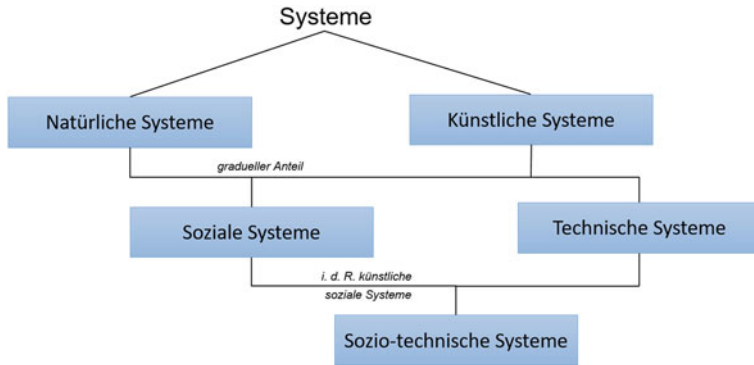 Systeme
Natürliche Systeme
Künstliche Systeme
gradueller Anteil
Soziale Systeme
Technische Systeme
i. d. R. künstliche
soziale Systeme
Sozio-technische Systeme